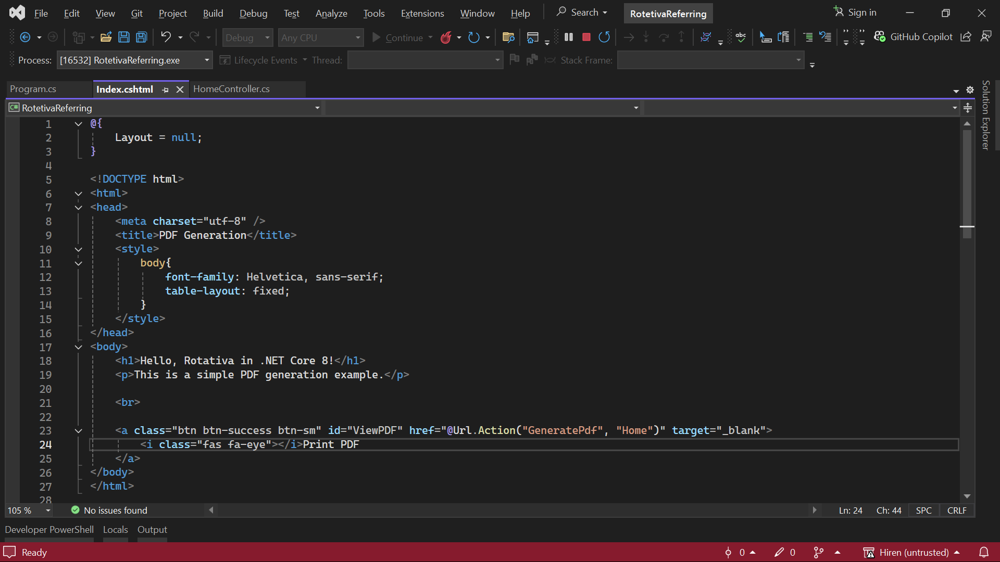 File Edit View Git Project Build Debug Test Analyze Tools Extensions Window Help Search RotetivaReferring Sign in
Debug Any CPU Continue abc GitHub Copilot
Process: [16532] RotetivaReferring.exe Lifecycle Events Thread: Stack Frame:
Program.cs Index.cshtml HomeController.cs
Solution Explorer
C# RotetivaReferring
1 @{
2 Layout = null;
3 }
4
5 <!DOCTYPE html>
6 <html>
7 <head>
8 <meta charset="utf-8" />
9 <title>PDF Generation</title>
10 <style>
11 body{
12 font-family: Helvetica, sans-serif;
13 table-layout: fixed;
14 }
15 </style>
16 </head>
17 <body>
18 <h1>Hello, Rotativa in .NET Core 8!</h1>
19 <p>This is a simple PDF generation example.</p>
20
21 <br>
22
23 <a class="btn btn-success btn-sm" id="ViewPDF" href="@Url.Action("GeneratePdf", "Home")" target="_blank">
24 <i class="fas fa-eye"></i>Print PDF
25 </a>
26 </body>
27 </html>
28
105 % No issues found Ln: 24 Ch: 44 SPC CRLF
Developer PowerShell Locals Output
Ready 0 0 Hiren (untrusted)